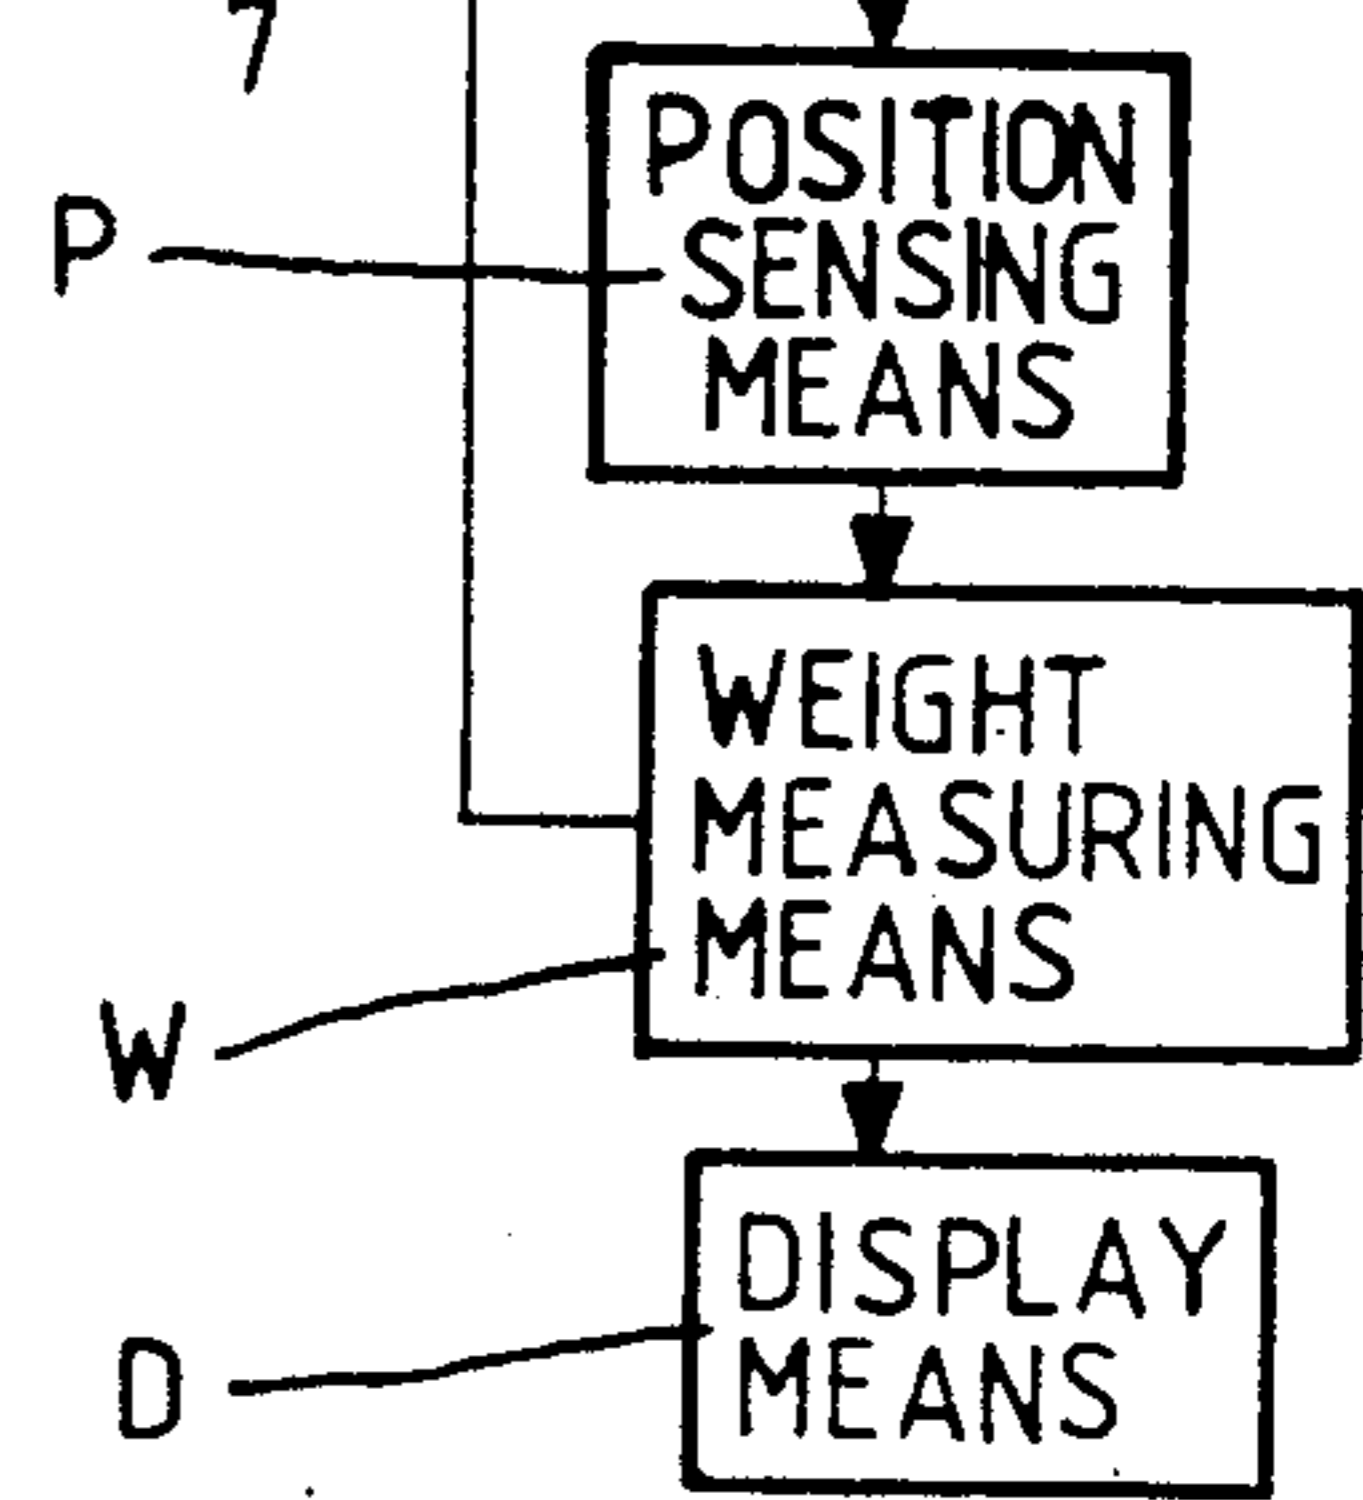 7
POSITION
P
SENSING
MEANS
WEIGHT
MEASURING
MEANS
W
DISPLAY
D
MEANS